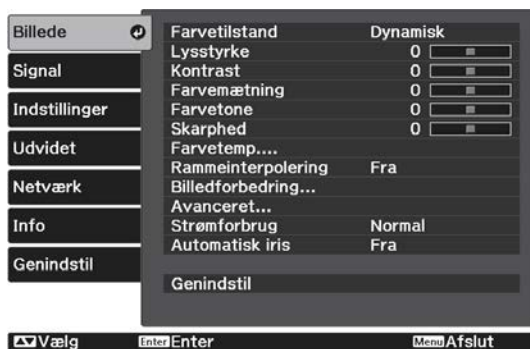 Billede
Signal
Indstillinger
Udvidet
Netværk
Info
Genindstil
Farvetilstand Dynamisk
Lysstyrke 0
Kontrast 0
Farvemætning 0
Farvetone 0
Skarphed 0
Farvetemp....
Rammeinterpolering Fra
Billedforbedring...
Avanceret...
Strømforbrug Normal
Automatisk iris Fra
Genindstil
Vælg Enter Enter Menu Afslut